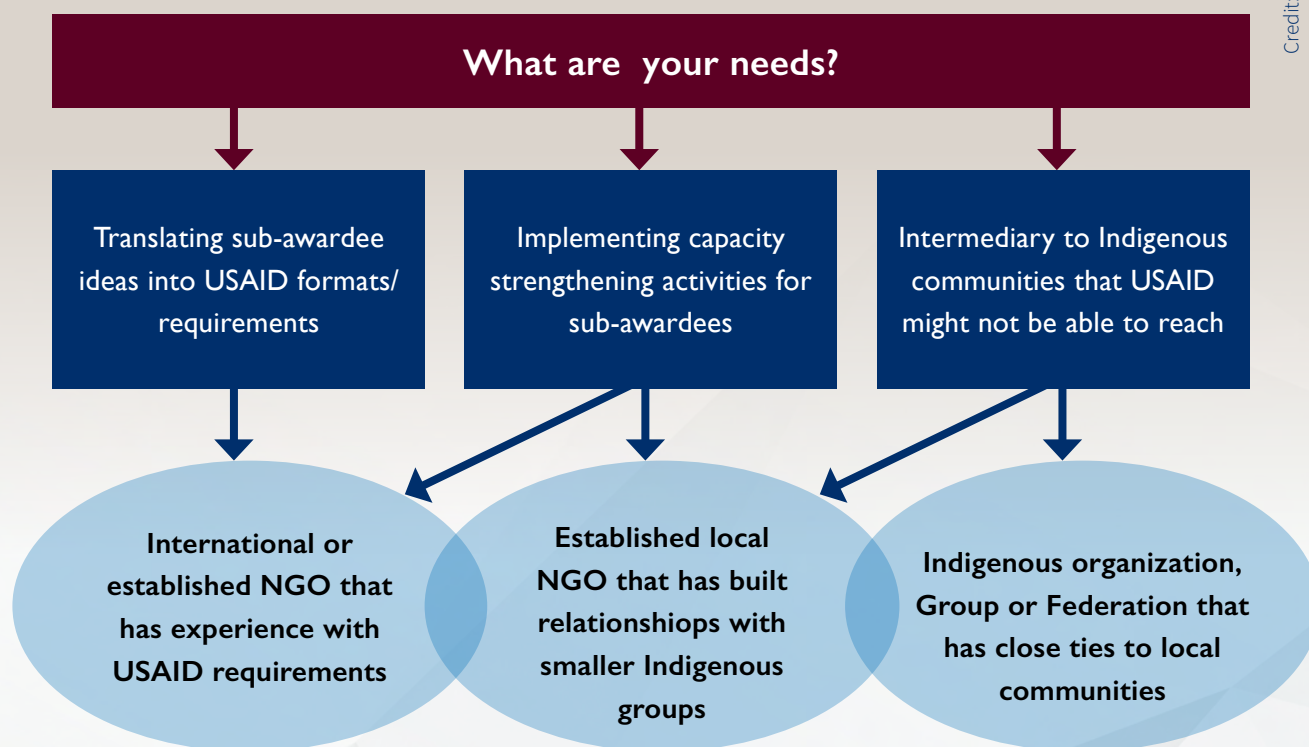 Credit:
What are your needs?
Translating sub-awardee
ideas into USAID formats/
requirements
Implementing capacity
strengthening activities for
sub-awardees
Intermediary to Indigenous
communities that USAID
might not be able to reach
International or
established NGO that
has experience with
USAID requirements
Established local
NGO that has built
relationshiops with
smaller Indigenous
groups
Indigenous organization,
Group or Federation that
has close ties to local
communities